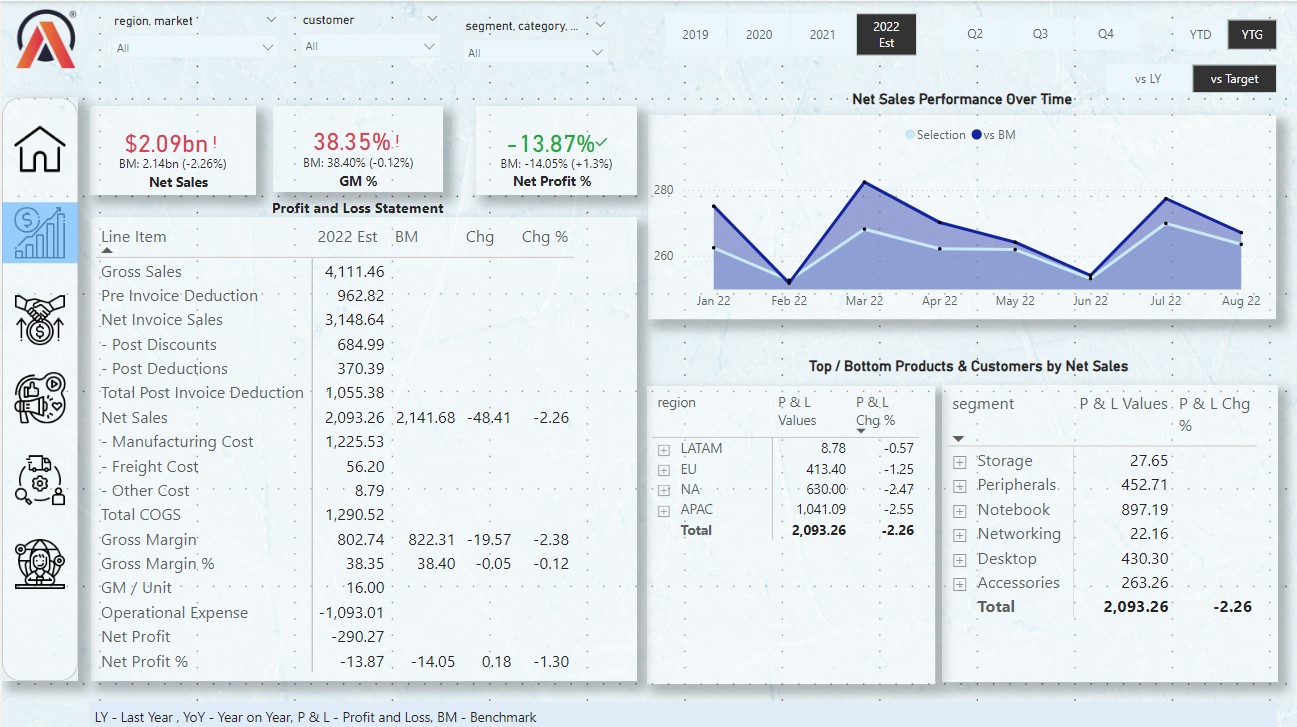 region, market
customer
segment, category, ...
All
All
All
2019
2020
2021
2022
Est
Q2
Q3
Q4
YTD
YTG
vs LY
vs Target
$2.09bn!
BM: 2.14bn (-2.26%)
Net Sales
38.35%!
BM: 38.40% (-0.12%)
GM %
-13.87%
BM: -14.05% (+1.3%)
Net Profit %
Net Sales Performance Over Time
Selection vs BM
280
260
Jan 22 Feb 22 Mar 22 Apr 22 May 22 Jun 22 Jul 22 Aug 22
Profit and Loss Statement
Line Item 2022 Est BM Chg Chg %
Gross Sales 4,111.46
Pre Invoice Deduction 962.82
Net Invoice Sales 3,148.64
- Post Discounts 684.99
- Post Deductions 370.39
Total Post Invoice Deduction 1,055.38
Net Sales 2,093.26 2,141.68 -48.41 -2.26
- Manufacturing Cost 1,225.53
- Freight Cost 56.20
- Other Cost 8.79
Total COGS 1,290.52
Gross Margin 802.74 822.31 -19.57 -2.38
Gross Margin % 38.35 38.40 -0.05 -0.12
GM / Unit 16.00
Operational Expense -1,093.01
Net Profit -290.27
Net Profit % -13.87 -14.05 0.18 -1.30
Top / Bottom Products & Customers by Net Sales
region P & L Values P & L Chg %
LATAM 8.78 -0.57
EU 413.40 -1.25
NA 630.00 -2.47
APAC 1,041.09 -2.55
Total 2,093.26 -2.26
segment P & L Values P & L Chg %
Storage 27.65
Peripherals 452.71
Notebook 897.19
Networking 22.16
Desktop 430.30
Accessories 263.26
Total 2,093.26 -2.26
LY - Last Year , YoY - Year on Year, P & L - Profit and Loss, BM - Benchmark